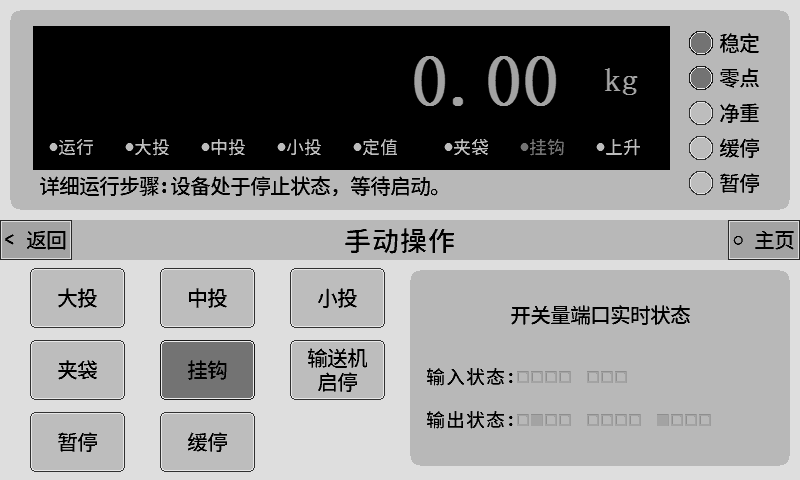 0.00 kg
稳定
零点
净重
缓停
暂停
•运行 •大投 •中投 •小投 •定值 •夹袋 •挂钩 •上升
详细运行步骤:设备处于停止状态，等待启动。
< 返回
手动操作
○ 主页
大投
中投
小投
夹袋
挂钩
输送机
启停
暂停
缓停
开关量端口实时状态
输入状态:□□□□ □□□
输出状态:□■□□ □□□□ ■□□□